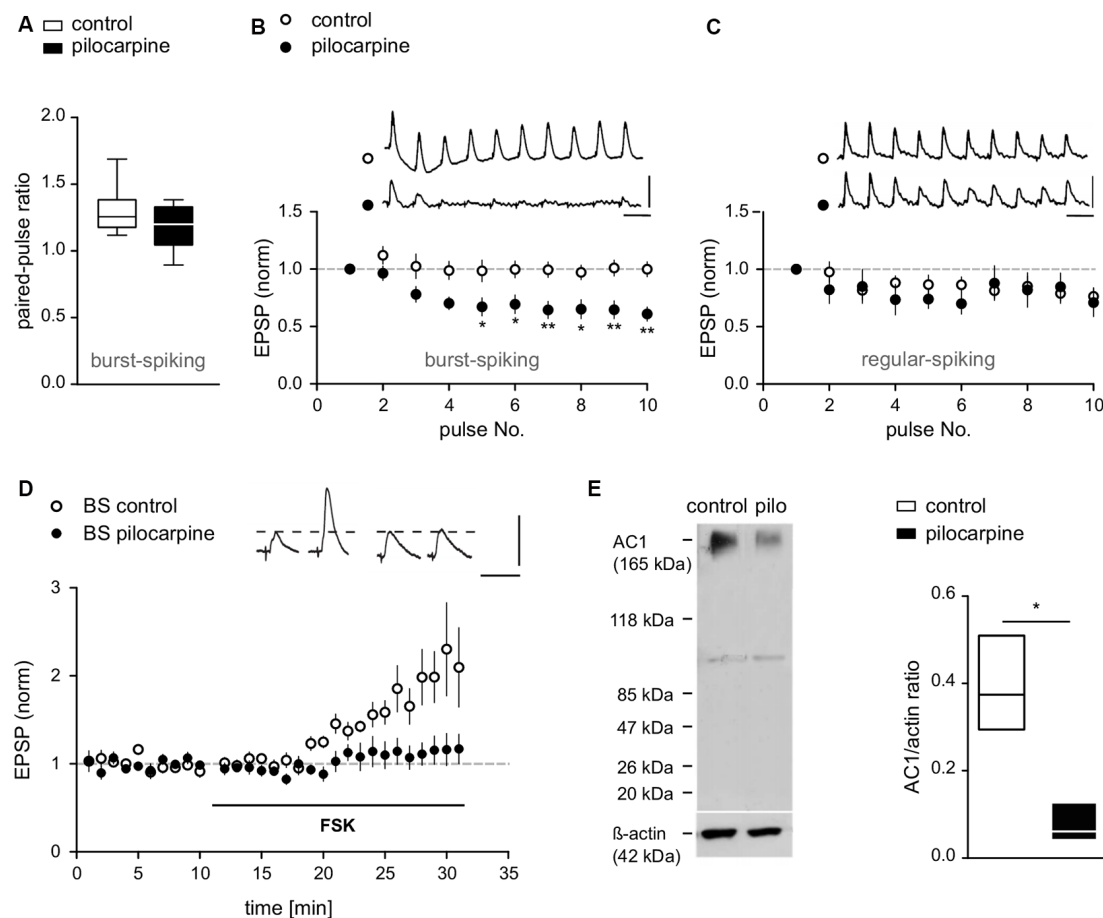 A
control
pilocarpine
2.0
1.5
1.0
0.5
0.0
paired-pulse ratio
burst-spiking
B
control
pilocarpine
1.5
1.0
0.5
0.0
EPSP (norm)
* * ** * ** **
burst-spiking
0 2 4 6 8 10
pulse No.
C
1.5
1.0
0.5
0.0
EPSP (norm)
regular-spiking
0 2 4 6 8 10
pulse No.
D
BS control
BS pilocarpine
3
2
1
0
EPSP (norm)
FSK
0 5 10 15 20 25 30 35
time [min]
E
control pilo
AC1
(165 kDa)
118 kDa
85 kDa
47 kDa
26 kDa
20 kDa
ß-actin
(42 kDa)
control
pilocarpine
0.6
0.4
0.2
0.0
AC1/actin ratio
*